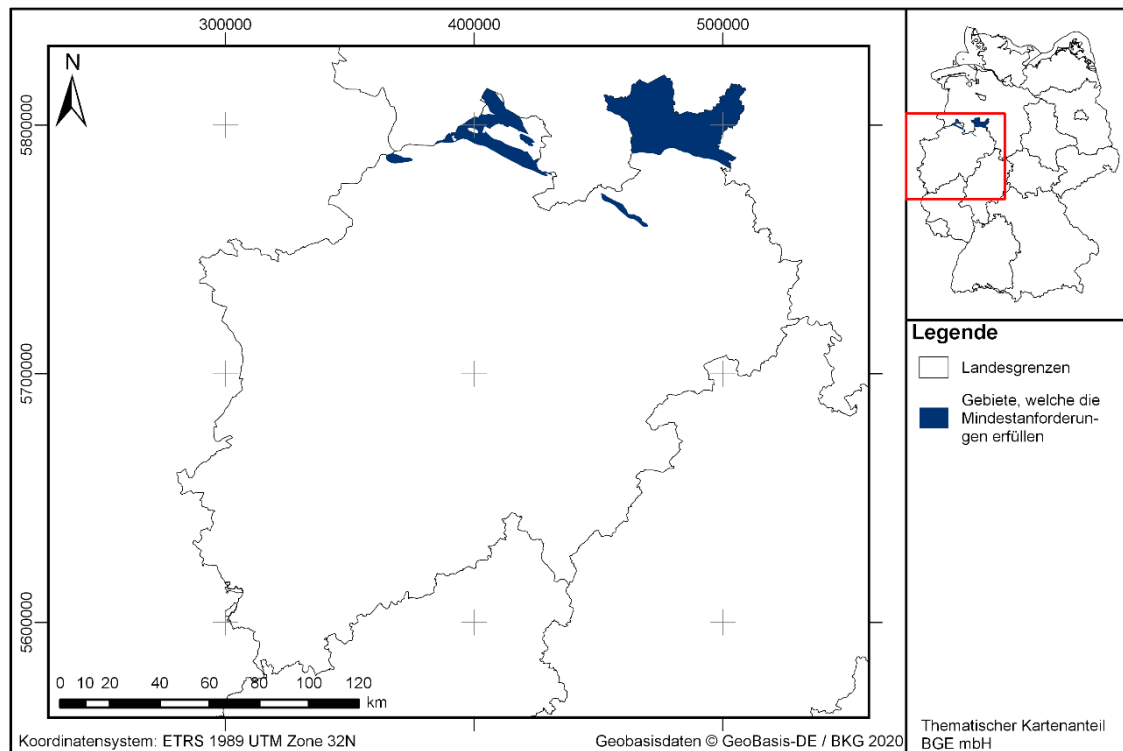 300000
400000
500000
N
5800000
5700000
5600000
0 10 20 40 60 80 100 120
km
Koordinatensystem: ETRS 1989 UTM Zone 32N
Geobasisdaten © GeoBasis-DE / BKG 2020
Legende
Landesgrenzen
Gebiete, welche die
Mindestanforderun-
gen erfüllen
Thematischer Kartenanteil
BGE mbH